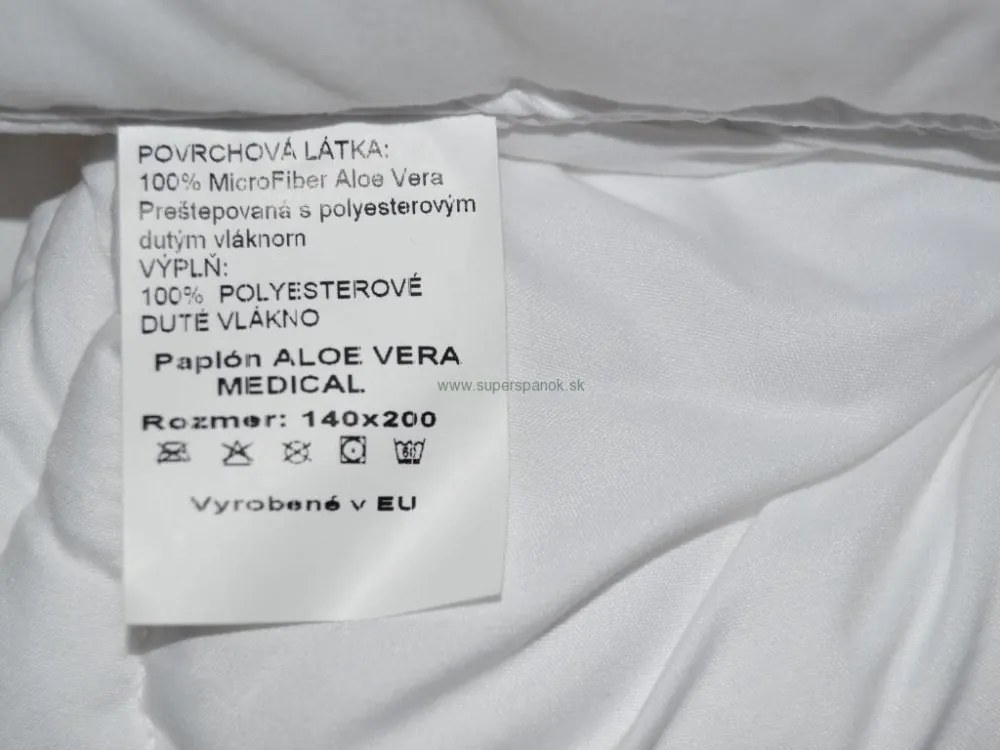 POVRCHOVÁ LÁTKA:
100% MicroFiber Aloe Vera
Preštepovaná s polyesterovým
dutým vláknorn
VÝPLŇ:
100% POLYESTEROVÉ
DUTÉ VLÁKNO
Paplón ALOE VERA
MEDICAL
www.superspanok.sk
Rozmer: 140x200
60
Vyrobené v EU